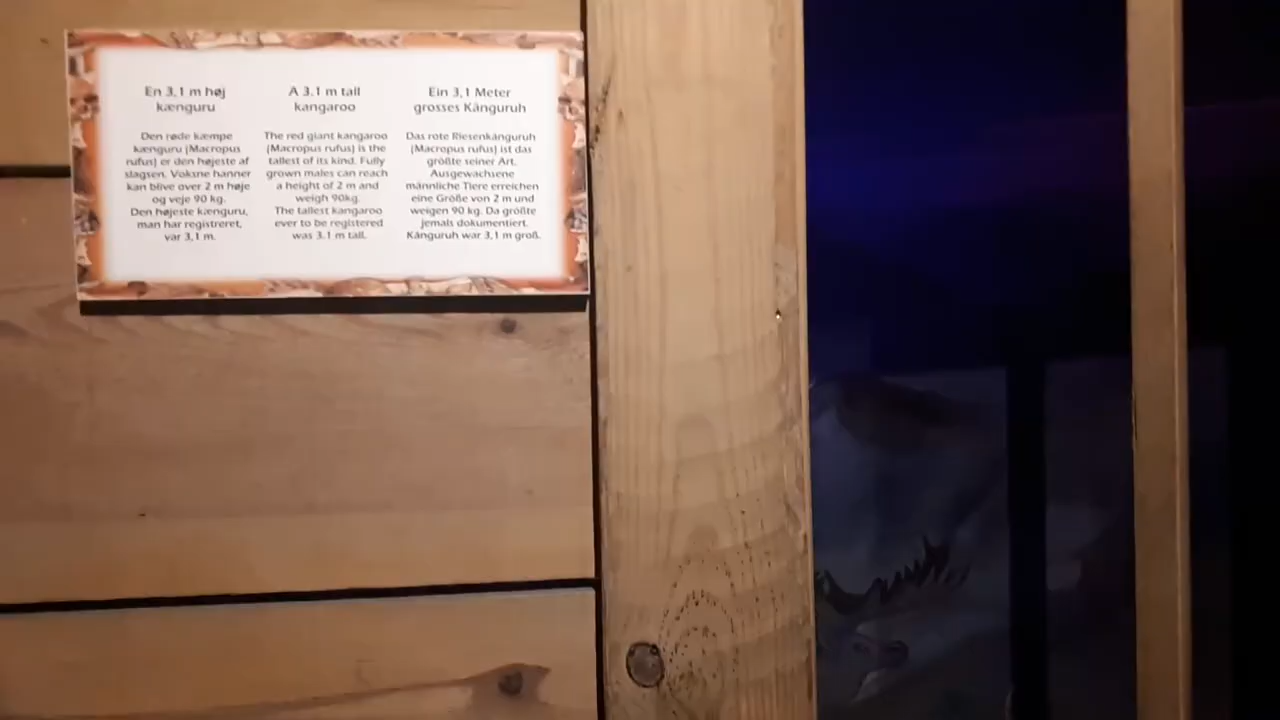 En 3,1 m høj
kænguru
Den røde kæmpe
kænguru (Macropus
rufus) er den højeste af
slagsen. Voksne hanner
kan blive over 2 m høje
og veje 90 kg.
Den højeste kænguru,
man har registreret,
var 3,1 m.
A 3.1 m tall
kangaroo
The red giant kangaroo
(Macropus rufus) is the
tallest of its kind. Fully
grown males can reach
a height of 2 m and
weigh 90kg.
The tallest kangaroo
ever to be registered
was 3.1 m tall.
Ein 3,1 Meter
grosses Känguruh
Das rote Riesenkänguruh
(Macropus rufus) ist das
größte seiner Art.
Ausgewachsene
männliche Tiere erreichen
eine Größe von 2 m und
weigen 90 kg. Da größte
jemals dokumentiert.
Känguruh war 3,1 m groß.